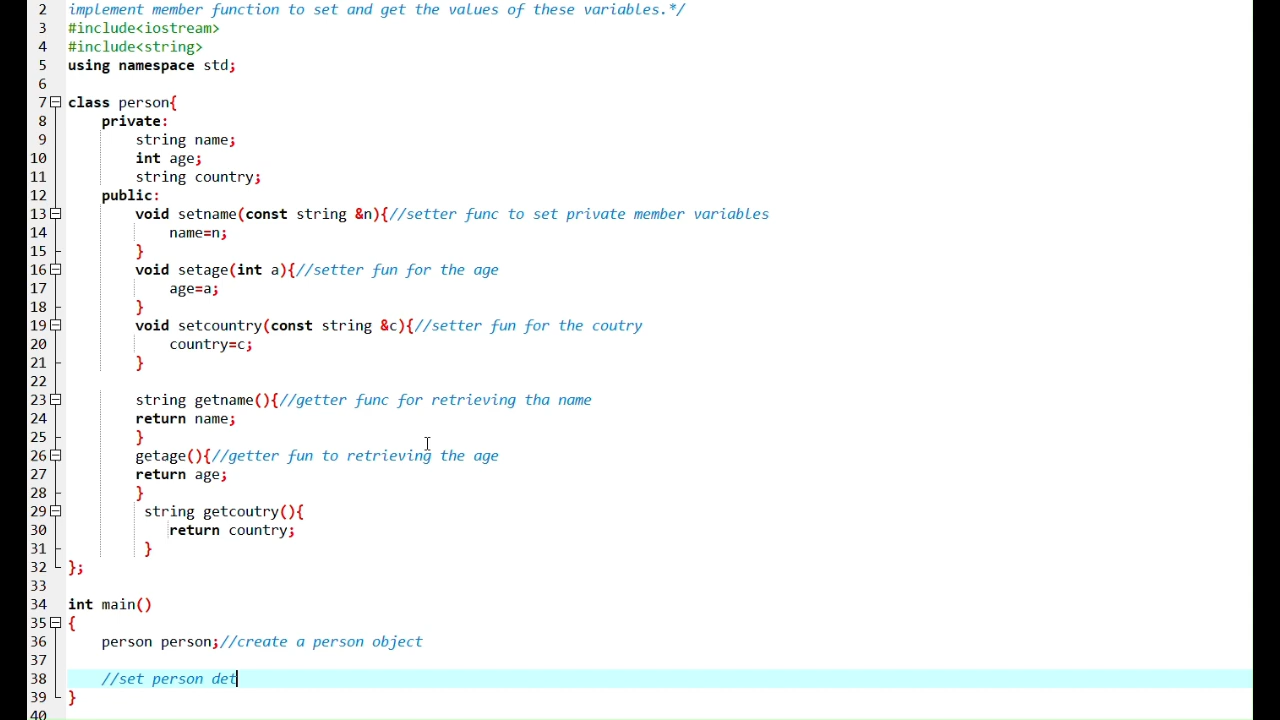 2 implement member function to set and get the values of these variables.*/
3 #include<iostream>
4 #include<string>
5 using namespace std;
6
7 class person{
8 private:
9 string name;
10 int age;
11 string country;
12 public:
13 void setname(const string &n){//setter func to set private member variables
14 name=n;
15 }
16 void setage(int a){//setter fun for the age
17 age=a;
18 }
19 void setcountry(const string &c){//setter fun for the coutry
20 country=c;
21 }
22
23 string getname(){//getter func for retrieving tha name
24 return name;
25 }
26 getage(){//getter fun to retrieving the age
27 return age;
28 }
29 string getcoutry(){
30 return country;
31 }
32 };
33
34 int main()
35 {
36 person person;//create a person object
37
38 //set person det
39 }
40